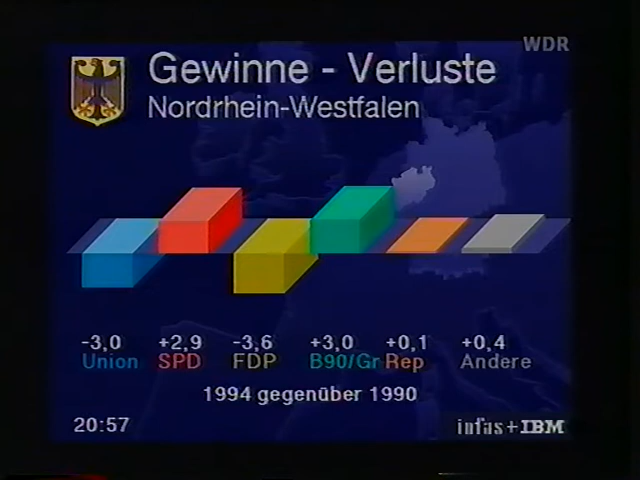 WDR
Gewinne - Verluste
Nordrhein-Westfalen
-3,0 +2,9 -3,6 +3,0 +0,1 +0,4
Union SPD FDP B90/Gr Rep Andere
1994 gegenüber 1990
20:57 infas+IBM